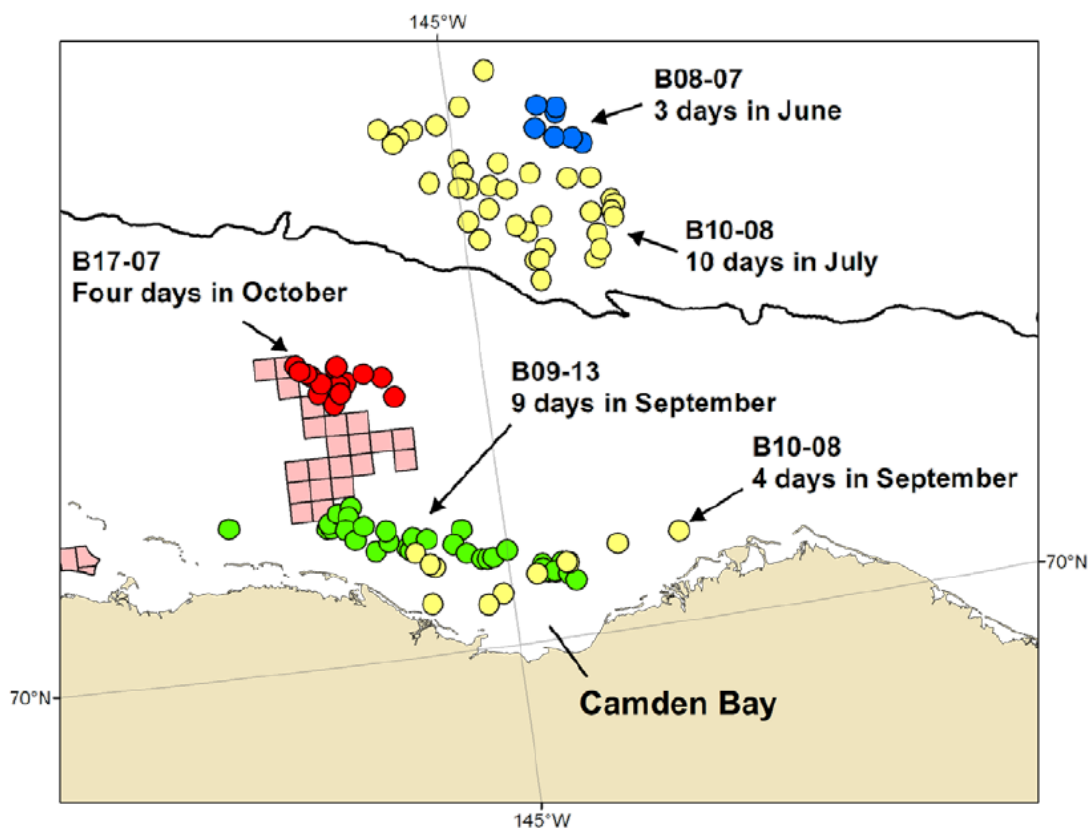 145°W
B08-07
3 days in June
B10-08
10 days in July
B17-07
Four days in October
B09-13
9 days in September
B10-08
4 days in September
70°N
Camden Bay
70°N
145°W